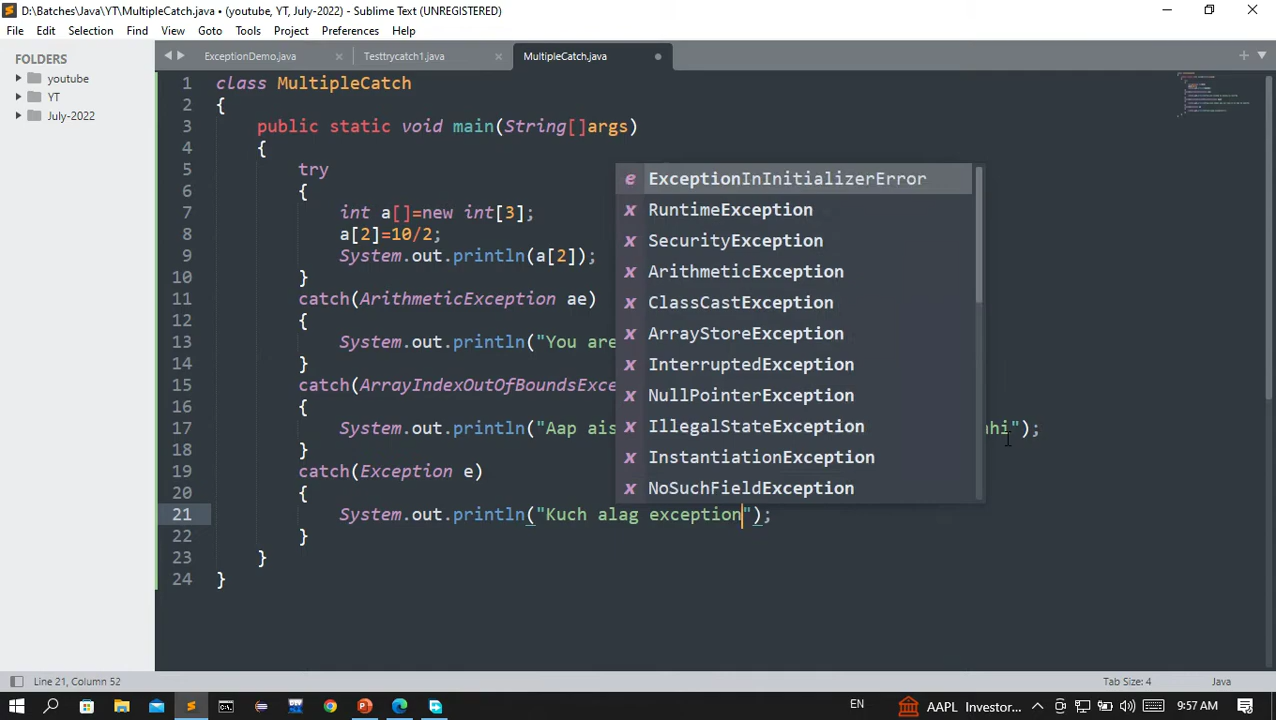 D:\Batches\Java\YT\MultipleCatch.java • (youtube, YT, July-2022) - Sublime Text (UNREGISTERED)
File Edit Selection Find View Goto Tools Project Preferences Help
FOLDERS
youtube
YT
July-2022
ExceptionDemo.java Testtrycatch1.java MultipleCatch.java
1 class MultipleCatch
2 {
3 public static void main(String[]args)
4 {
5 try
6 {
7 int a[]=new int[3];
8 a[2]=10/2;
9 System.out.println(a[2]);
10 }
11 catch(ArithmeticException ae)
12 {
13 System.out.println("You are
14 }
15 catch(ArrayIndexOutOfBoundsExce
16 {
17 System.out.println("Aap ais nhi");
18 }
19 catch(Exception e)
20 {
21 System.out.println("Kuch alag exception");
22 }
23 }
24 }
e ExceptionInInitializerError
x RuntimeException
x SecurityException
x ArithmeticException
x ClassCastException
x ArrayStoreException
x InterruptedException
x NullPointerException
x IllegalStateException
x InstantiationException
x NoSuchFieldException
Line 21, Column 52 Tab Size: 4 Java
EN AAPL Investor... 9:57 AM